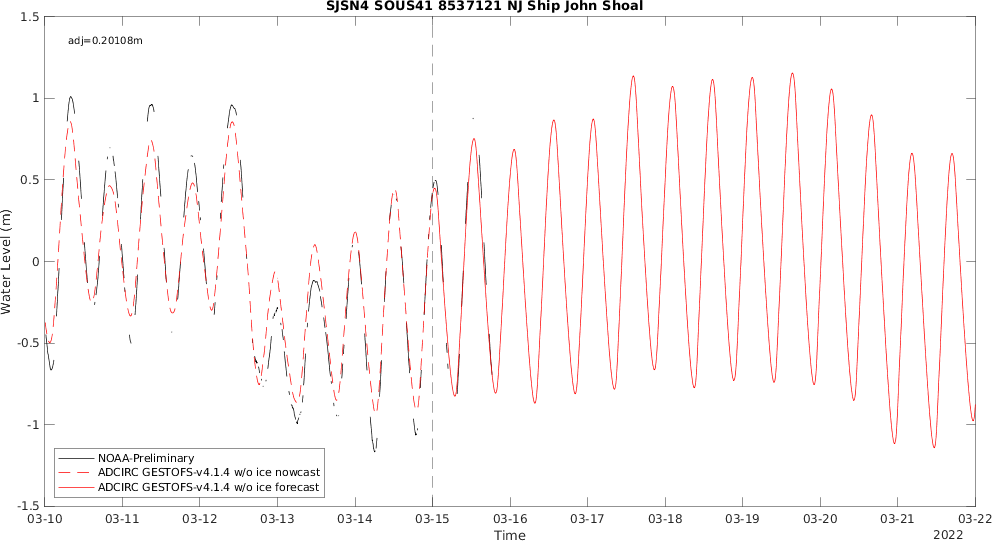 SJSN4 SOUS41 8537121 NJ Ship John Shoal
adj=0.20108m
1.5
1
0.5
0
-0.5
-1
-1.5
Water Level (m)
NOAA-Preliminary
ADCIRC GESTOFS-v4.1.4 w/o ice nowcast
ADCIRC GESTOFS-v4.1.4 w/o ice forecast
03-10 03-11 03-12 03-13 03-14 03-15 03-16 03-17 03-18 03-19 03-20 03-21 03-22
Time
2022